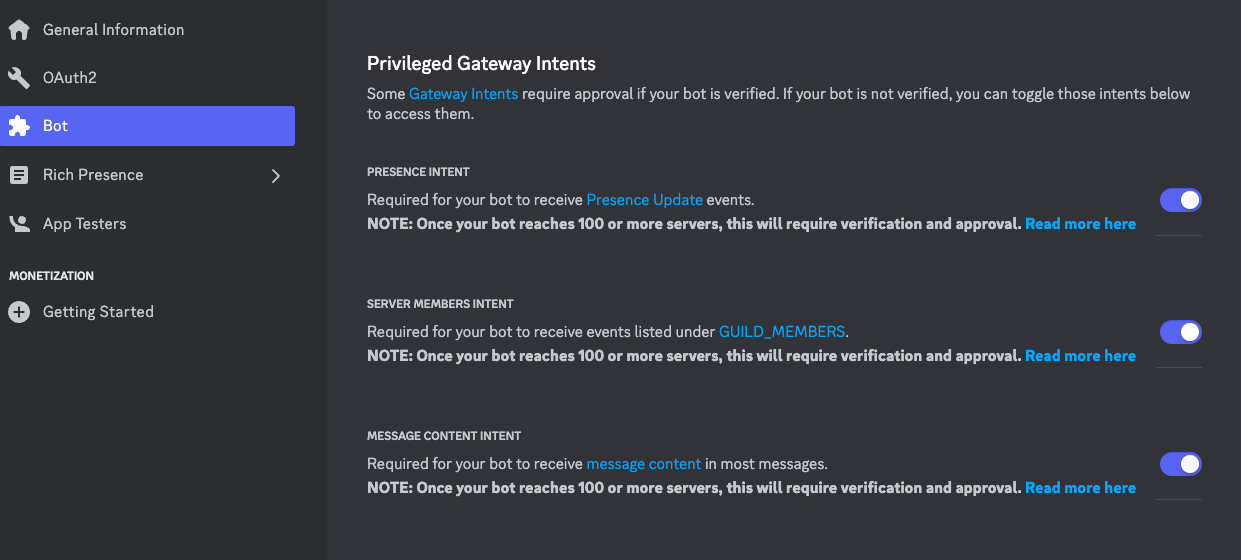 General Information
OAuth2
Bot
Rich Presence
App Testers
MONETIZATION
Getting Started
Privileged Gateway Intents
Some Gateway Intents require approval if your bot is verified. If your bot is not verified, you can toggle those intents below
to access them.
PRESENCE INTENT
Required for your bot to receive Presence Update events.
NOTE: Once your bot reaches 100 or more servers, this will require verification and approval. Read more here
SERVER MEMBERS INTENT
Required for your bot to receive events listed under GUILD_MEMBERS.
NOTE: Once your bot reaches 100 or more servers, this will require verification and approval. Read more here
MESSAGE CONTENT INTENT
Required for your bot to receive message content in most messages.
NOTE: Once your bot reaches 100 or more servers, this will require verification and approval. Read more here